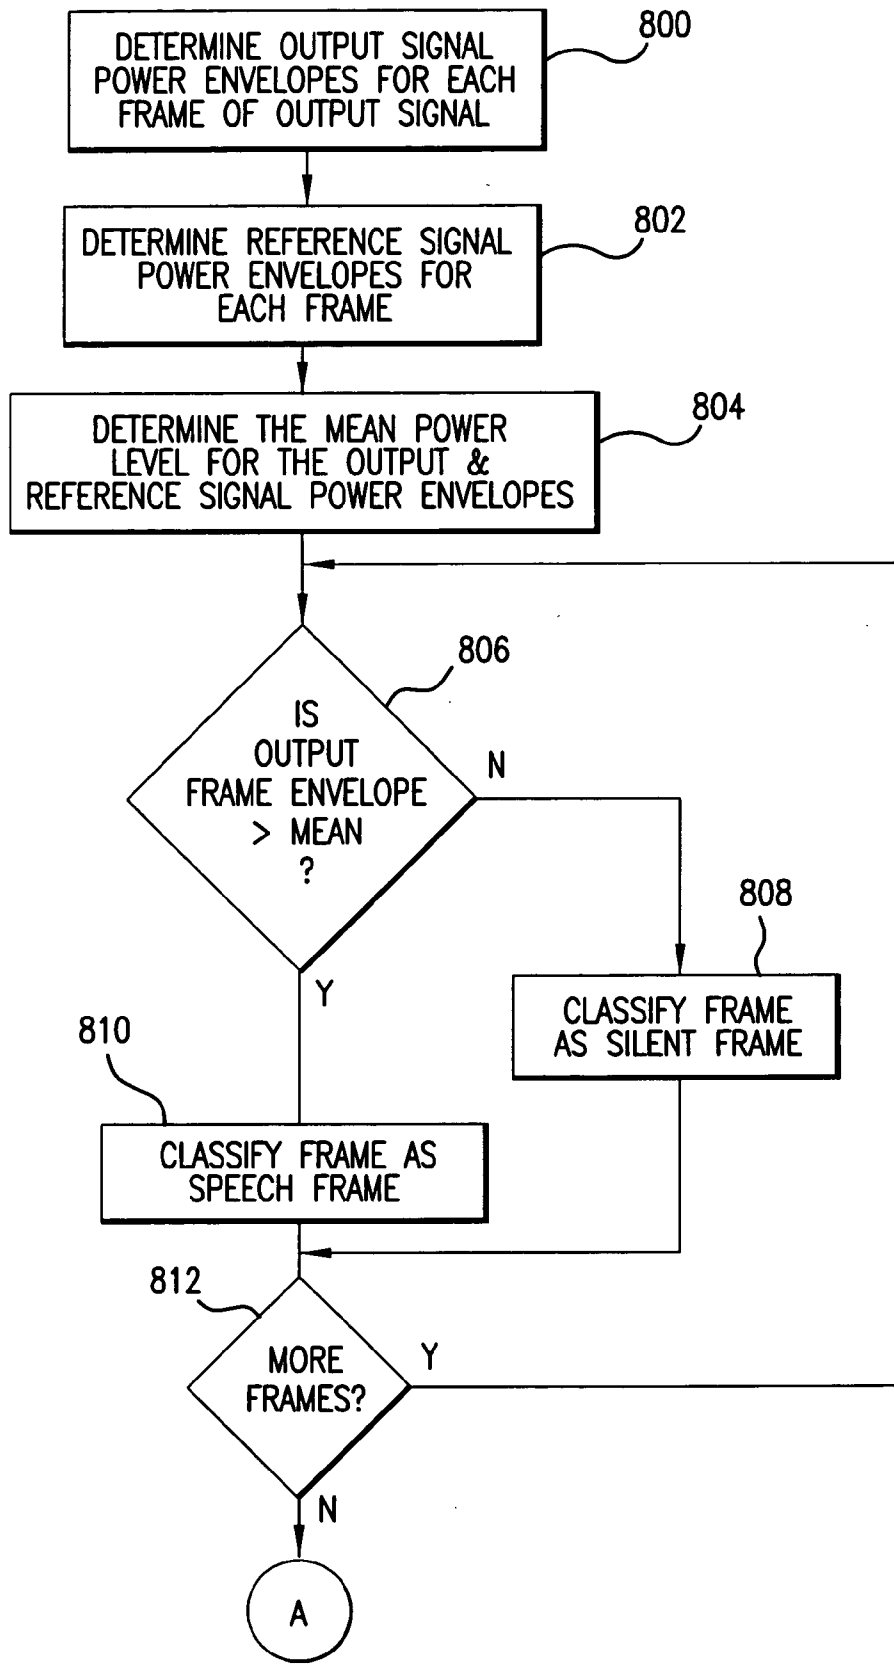 DETERMINE OUTPUT SIGNAL
POWER ENVELOPES FOR EACH
FRAME OF OUTPUT SIGNAL
800
DETERMINE REFERENCE SIGNAL
POWER ENVELOPES FOR
EACH FRAME
802
DETERMINE THE MEAN POWER
LEVEL FOR THE OUTPUT &
REFERENCE SIGNAL POWER ENVELOPES
804
806
IS
OUTPUT
FRAME ENVELOPE
> MEAN
?
N
Y
808
CLASSIFY FRAME
AS SILENT FRAME
810
CLASSIFY FRAME AS
SPEECH FRAME
812
MORE
FRAMES?
Y
N
A